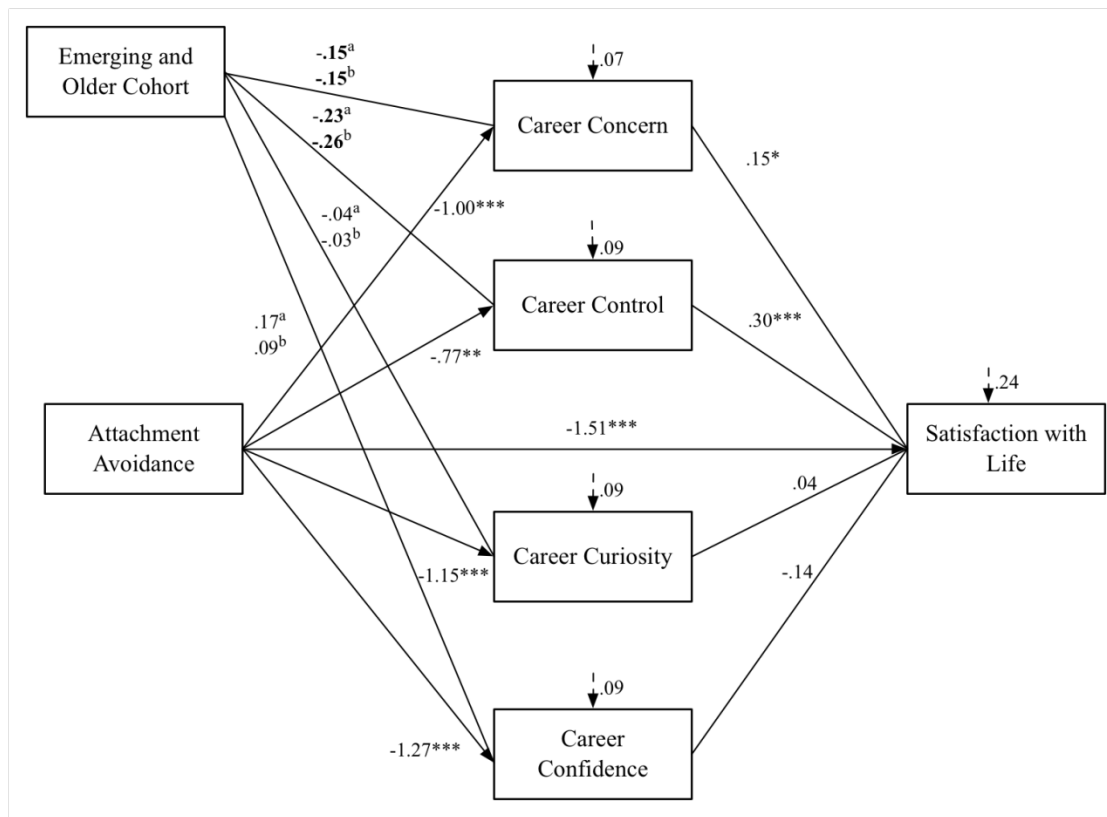 Emerging and
Older Cohort
-.15a
-.15b
-.23a
-.26b
-.04a
-.03b
.17a
.09b
.07
Career Concern
-1.00***
.15*
.09
Career Control
-.77**
.30***
Attachment
Avoidance
-1.51***
.24
Satisfaction with
Life
.09
Career Curiosity
-1.15***
.04
-.14
.09
Career
Confidence
-1.27***